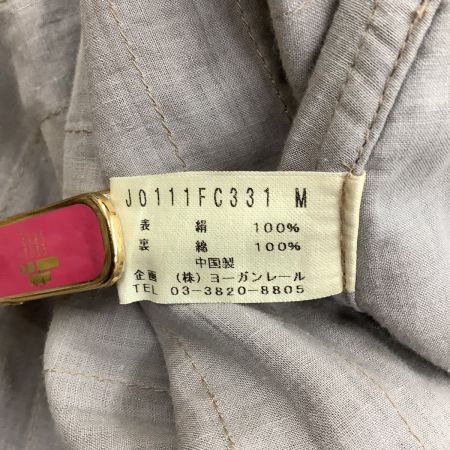 J0111FC331 M
表 絹 100%
裏 綿 100%
中国製
企画 (株) ヨーガンレール
TEL 03-3820-8805